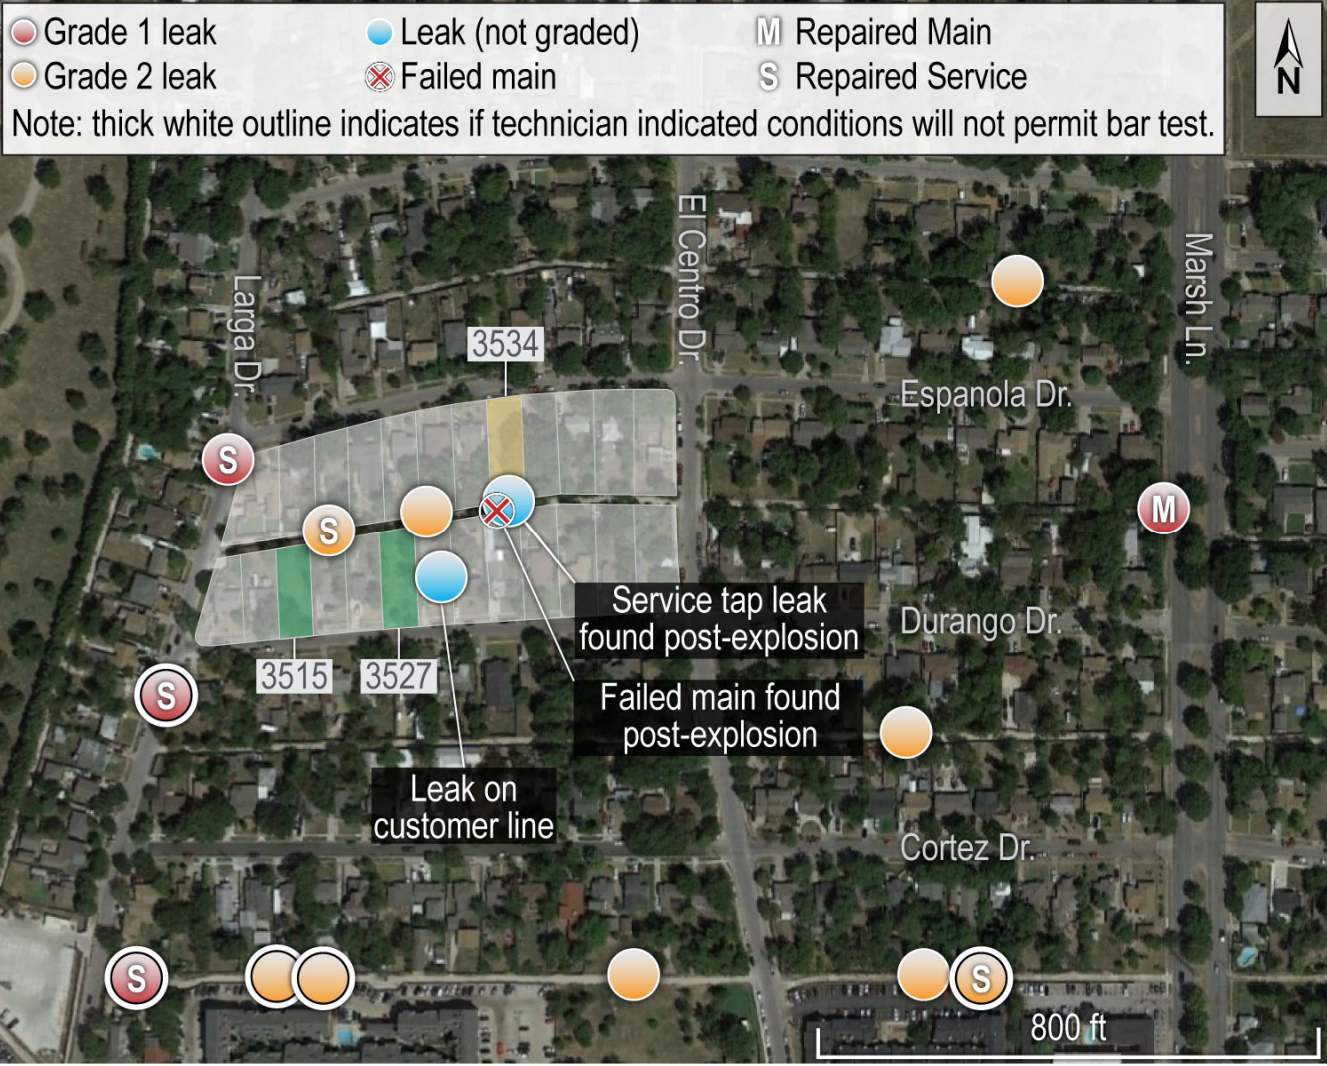 Grade 1 leak
Leak (not graded)
M Repaired Main
Grade 2 leak
Failed main
S Repaired Service
Note: thick white outline indicates if technician indicated conditions will not permit bar test.
N
El Centro Dr.
Marsh Ln.
Larga Dr.
3534
Espanola Dr.
S
M
S
Service tap leak
found post-explosion
Durango Dr.
3515
3527
S
Failed main found
post-explosion
Leak on
customer line
Cortez Dr.
S
S
800 ft